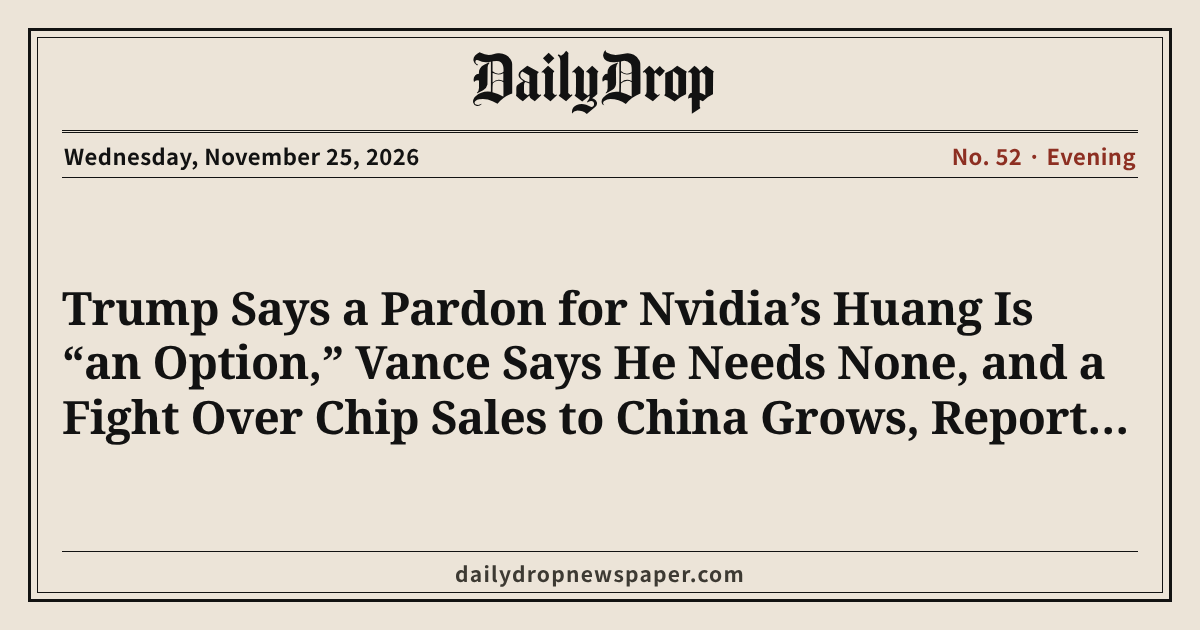 DailyDrop
Wednesday, November 25, 2026
No. 52 · Evening
Trump Says a Pardon for Nvidia’s Huang Is
“an Option,” Vance Says He Needs None, and a
Fight Over Chip Sales to China Grows, Report…
dailydropnewspaper.com